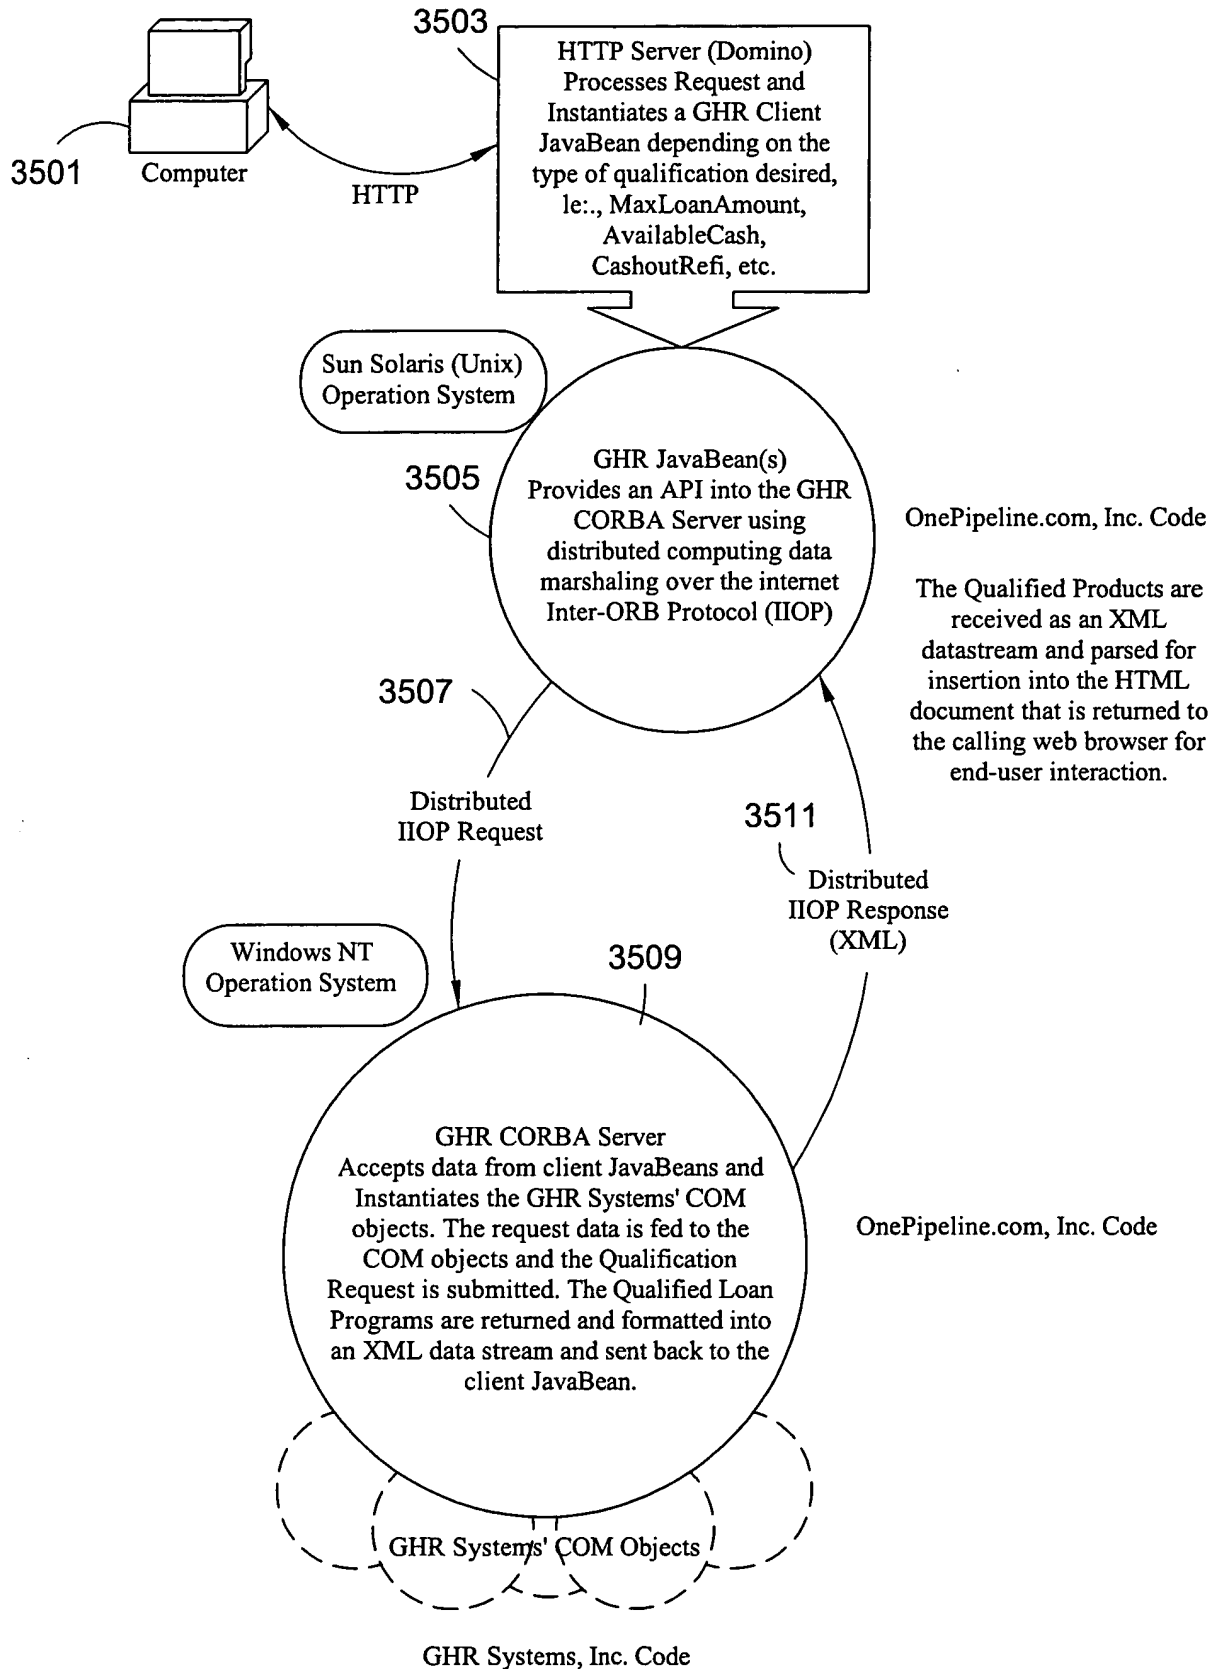 3503
HTTP Server (Domino)
Processes Request and
Instantiates a GHR Client
JavaBean depending on the
type of qualification desired,
le:., MaxLoanAmount,
AvailableCash,
CashoutRefi, etc.
3501
Computer
HTTP
Sun Solaris (Unix)
Operation System
3505
GHR JavaBean(s)
Provides an API into the GHR
CORBA Server using
distributed computing data
marshaling over the internet
Inter-ORB Protocol (IIOP)
OnePipeline.com, Inc. Code
The Qualified Products are
received as an XML
datastream and parsed for
insertion into the HTML
document that is returned to
the calling web browser for
end-user interaction.
3507
Distributed
IIOP Request
3511
Distributed
IIOP Response
(XML)
Windows NT
Operation System
3509
GHR CORBA Server
Accepts data from client JavaBeans and
Instantiates the GHR Systems' COM
objects. The request data is fed to the
COM objects and the Qualification
Request is submitted. The Qualified Loan
Programs are returned and formatted into
an XML data stream and sent back to the
client JavaBean.
OnePipeline.com, Inc. Code
GHR Systems' COM Objects
GHR Systems, Inc. Code